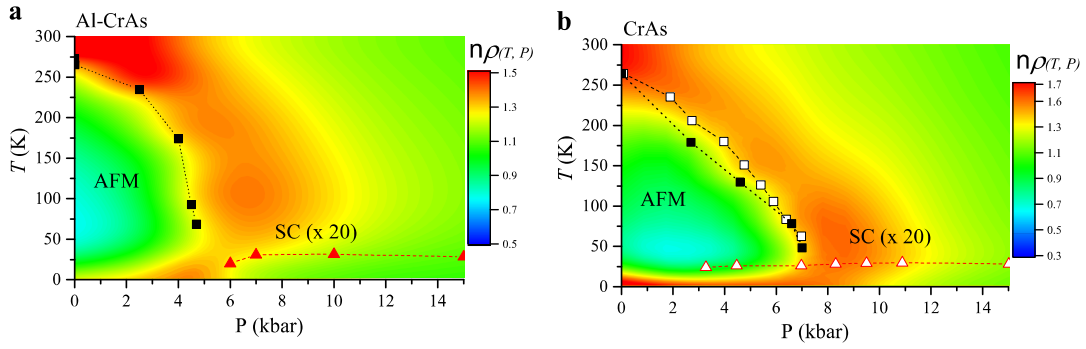 a
Al-CrAs
nρ(T, P)
300
250
200
150
100
50
0
T (K)
AFM
SC (x 20)
0 2 4 6 8 10 12 14
P (kbar)
1.5
1.3
1.1
0.9
0.7
0.5
b
CrAs
nρ(T, P)
300
250
200
150
100
50
0
T (K)
AFM
SC (x 20)
0 2 4 6 8 10 12 14
P (kbar)
1.7
1.6
1.3
1.1
0.9
0.7
0.5
0.3